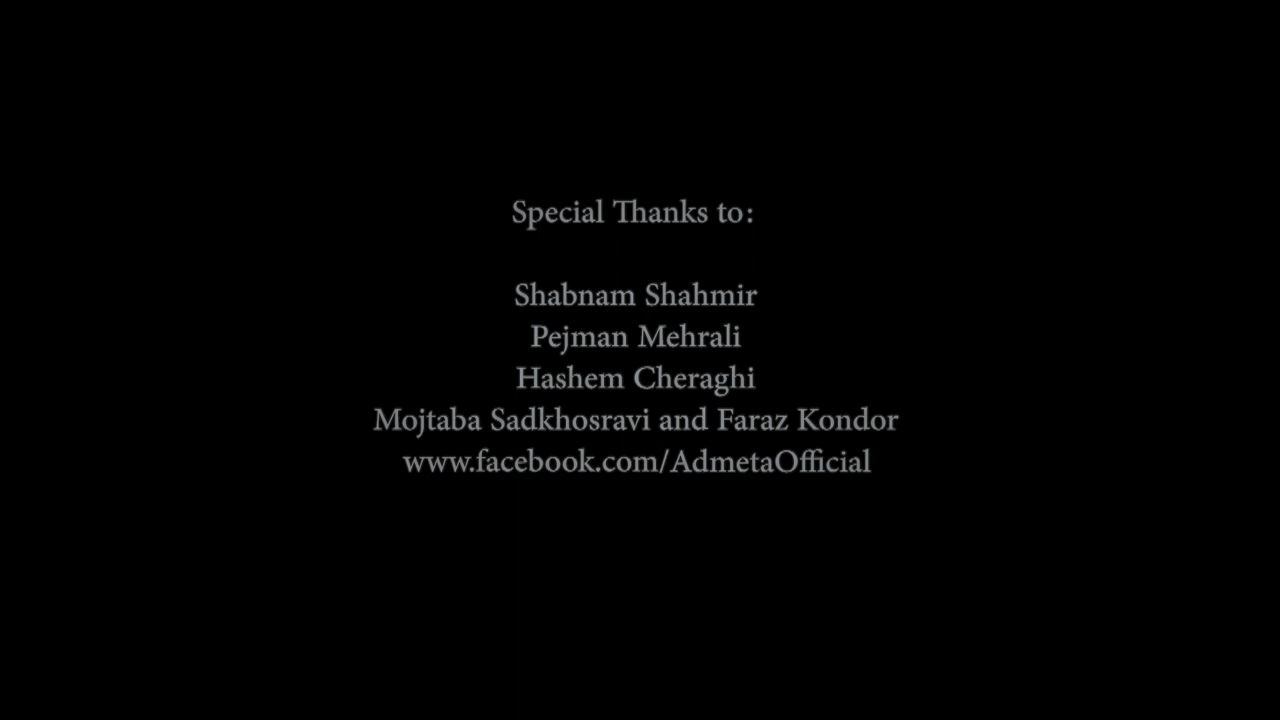 Special Thanks to:
Shabnam Shahmir
Pejman Mehrali
Hashem Cheraghi
Mojtaba Sadkhosravi and Faraz Kondor
www.facebook.com/AdmetaOfficial